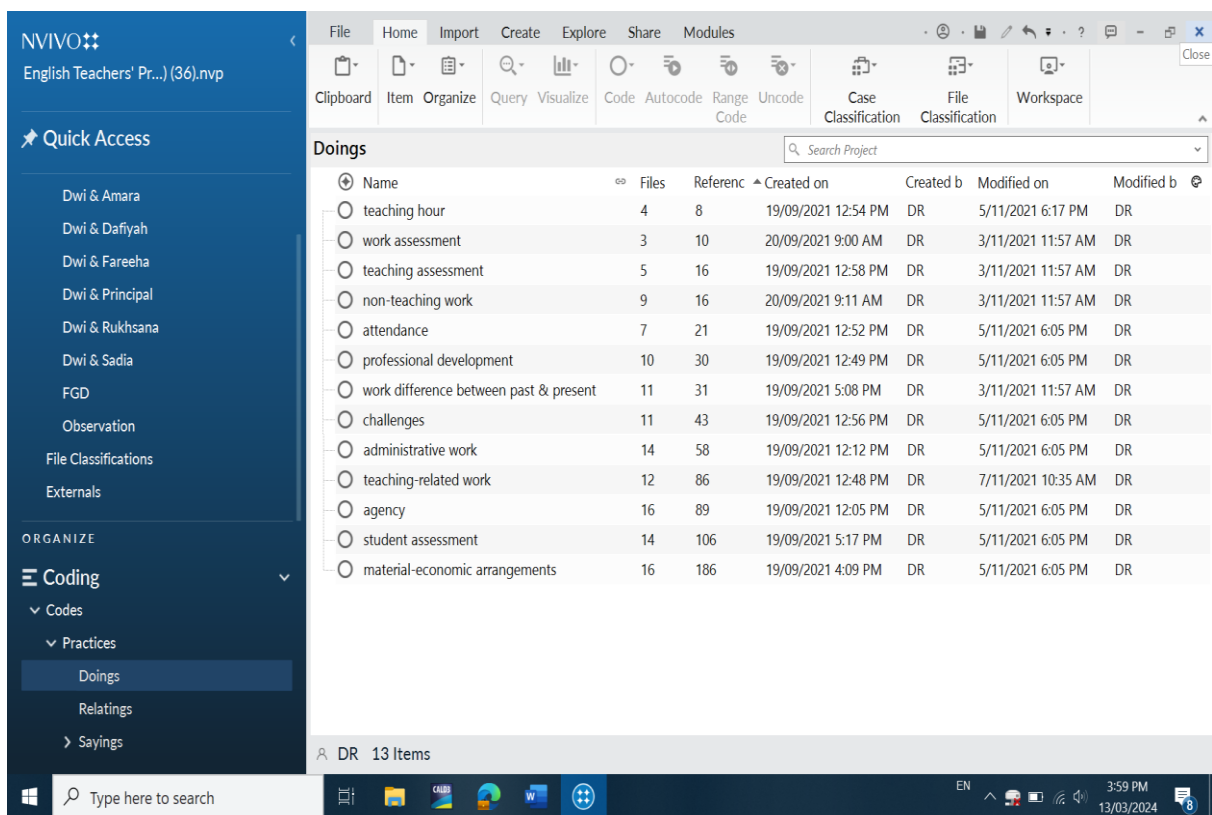 NVIVO
English Teachers' Pr...) (36).nvp
Quick Access
Dwi & Amara
Dwi & Dafiyah
Dwi & Fareeha
Dwi & Principal
Dwi & Rukhsana
Dwi & Sadia
FGD
Observation
File Classifications
Externals
ORGANIZE
Coding
Codes
Practices
Doings
Relatings
Sayings
File Home Import Create Explore Share Modules ?
Close
Clipboard Item Organize Query Visualize Code Autocode Range Code Uncode Case Classification File Classification Workspace
Doings Search Project
Name Files Referenc Created on Created b Modified on Modified b
teaching hour 4 8 19/09/2021 12:54 PM DR 5/11/2021 6:17 PM DR
work assessment 3 10 20/09/2021 9:00 AM DR 3/11/2021 11:57 AM DR
teaching assessment 5 16 19/09/2021 12:58 PM DR 3/11/2021 11:57 AM DR
non-teaching work 9 16 20/09/2021 9:11 AM DR 3/11/2021 11:57 AM DR
attendance 7 21 19/09/2021 12:52 PM DR 5/11/2021 6:05 PM DR
professional development 10 30 19/09/2021 12:49 PM DR 5/11/2021 6:05 PM DR
work difference between past & present 11 31 19/09/2021 5:08 PM DR 3/11/2021 11:57 AM DR
challenges 11 43 19/09/2021 12:56 PM DR 5/11/2021 6:05 PM DR
administrative work 14 58 19/09/2021 12:12 PM DR 5/11/2021 6:05 PM DR
teaching-related work 12 86 19/09/2021 12:48 PM DR 7/11/2021 10:35 AM DR
agency 16 89 19/09/2021 12:05 PM DR 5/11/2021 6:05 PM DR
student assessment 14 106 19/09/2021 5:17 PM DR 5/11/2021 6:05 PM DR
material-economic arrangements 16 186 19/09/2021 4:09 PM DR 5/11/2021 6:05 PM DR
DR 13 Items
Type here to search CALD3 W EN 3:59 PM
13/03/2024 8